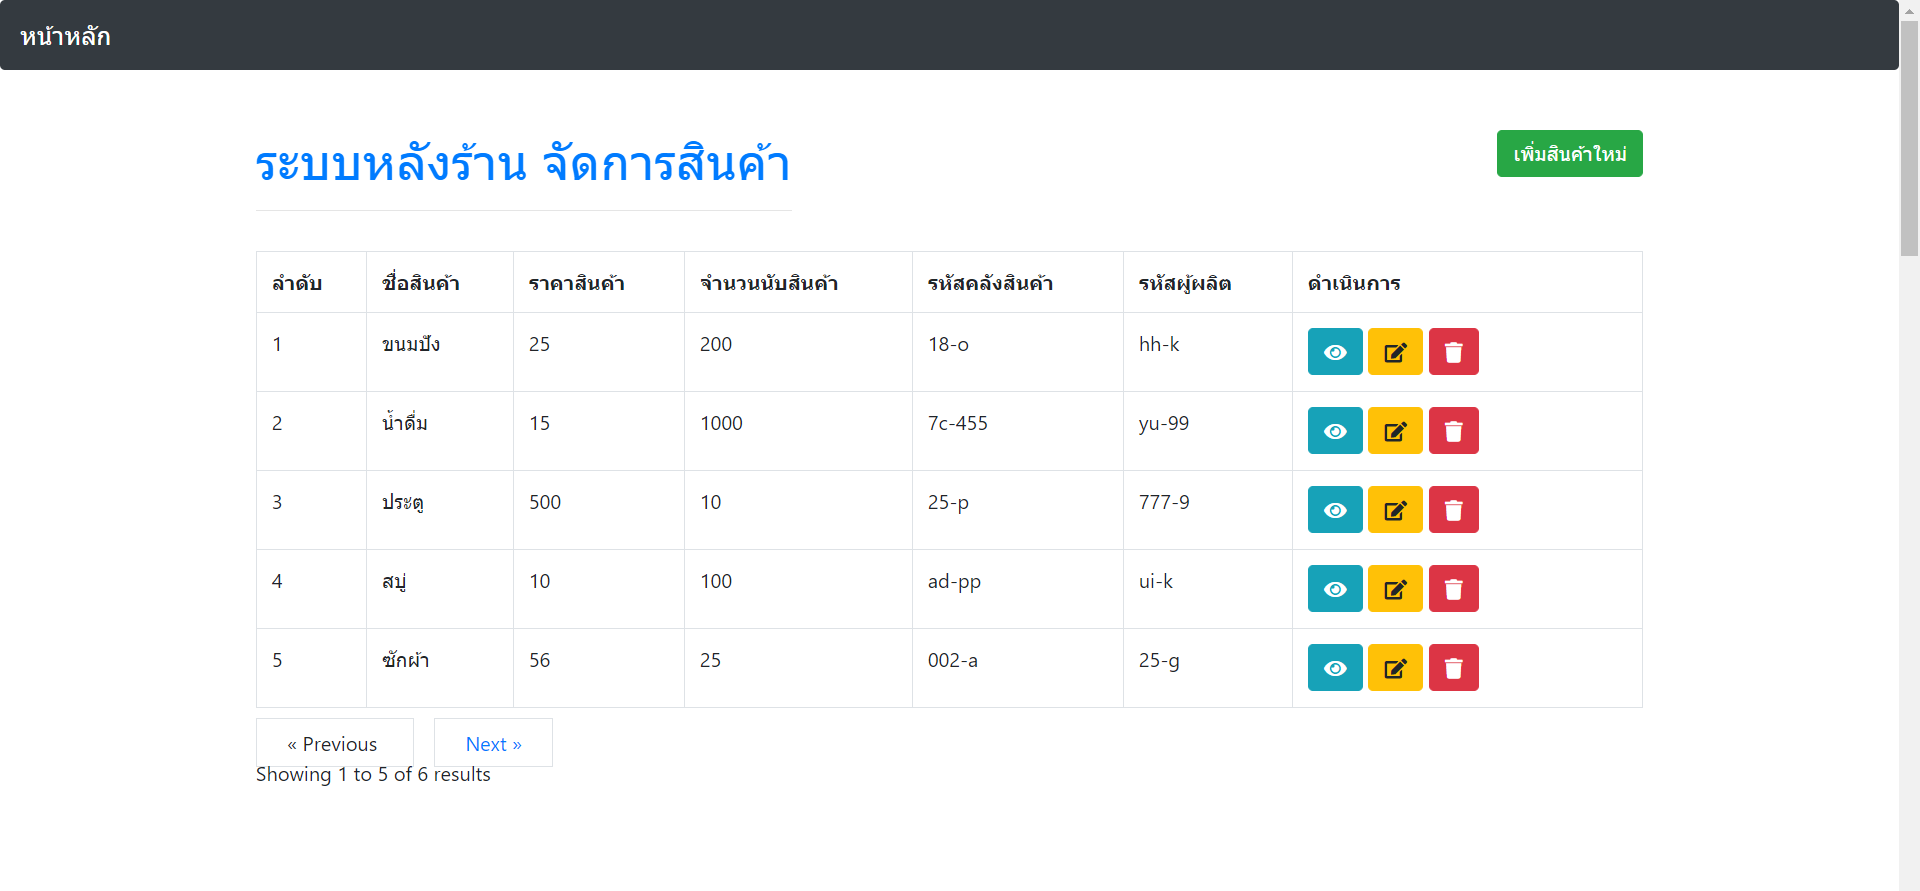 หน้าหลัก
ระบบหลังร้าน จัดการสินค้า
เพิ่มสินค้าใหม่
ลำดับ ชื่อสินค้า ราคาสินค้า จำนวนนับสินค้า รหัสคลังสินค้า รหัสผู้ผลิต ดำเนินการ
1 ขนมปัง 25 200 18-o hh-k
2 น้ำดื่ม 15 1000 7c-455 yu-99
3 ประตู 500 10 25-p 777-9
4 สบู่ 10 100 ad-pp ui-k
5 ซักผ้า 56 25 002-a 25-g
« Previous Next »
Showing 1 to 5 of 6 results